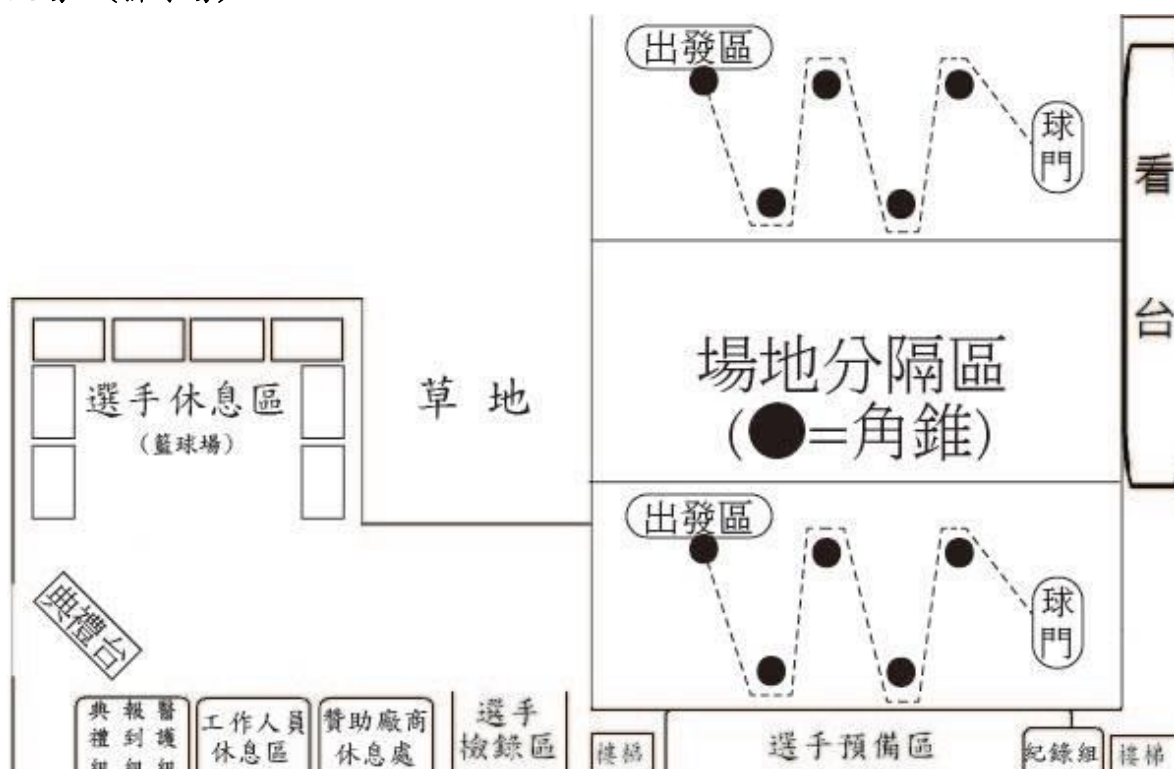 出發區
球門
看台
場地分隔區
(●=角錐)
選手休息區
(籃球場)
草地
出發區
球門
典禮台
典禮組
報到組
醫護組
工作人員
休息區
贊助廠商
休息處
選手
檢錄區
樓梯
選手預備區
紀錄組
樓梯